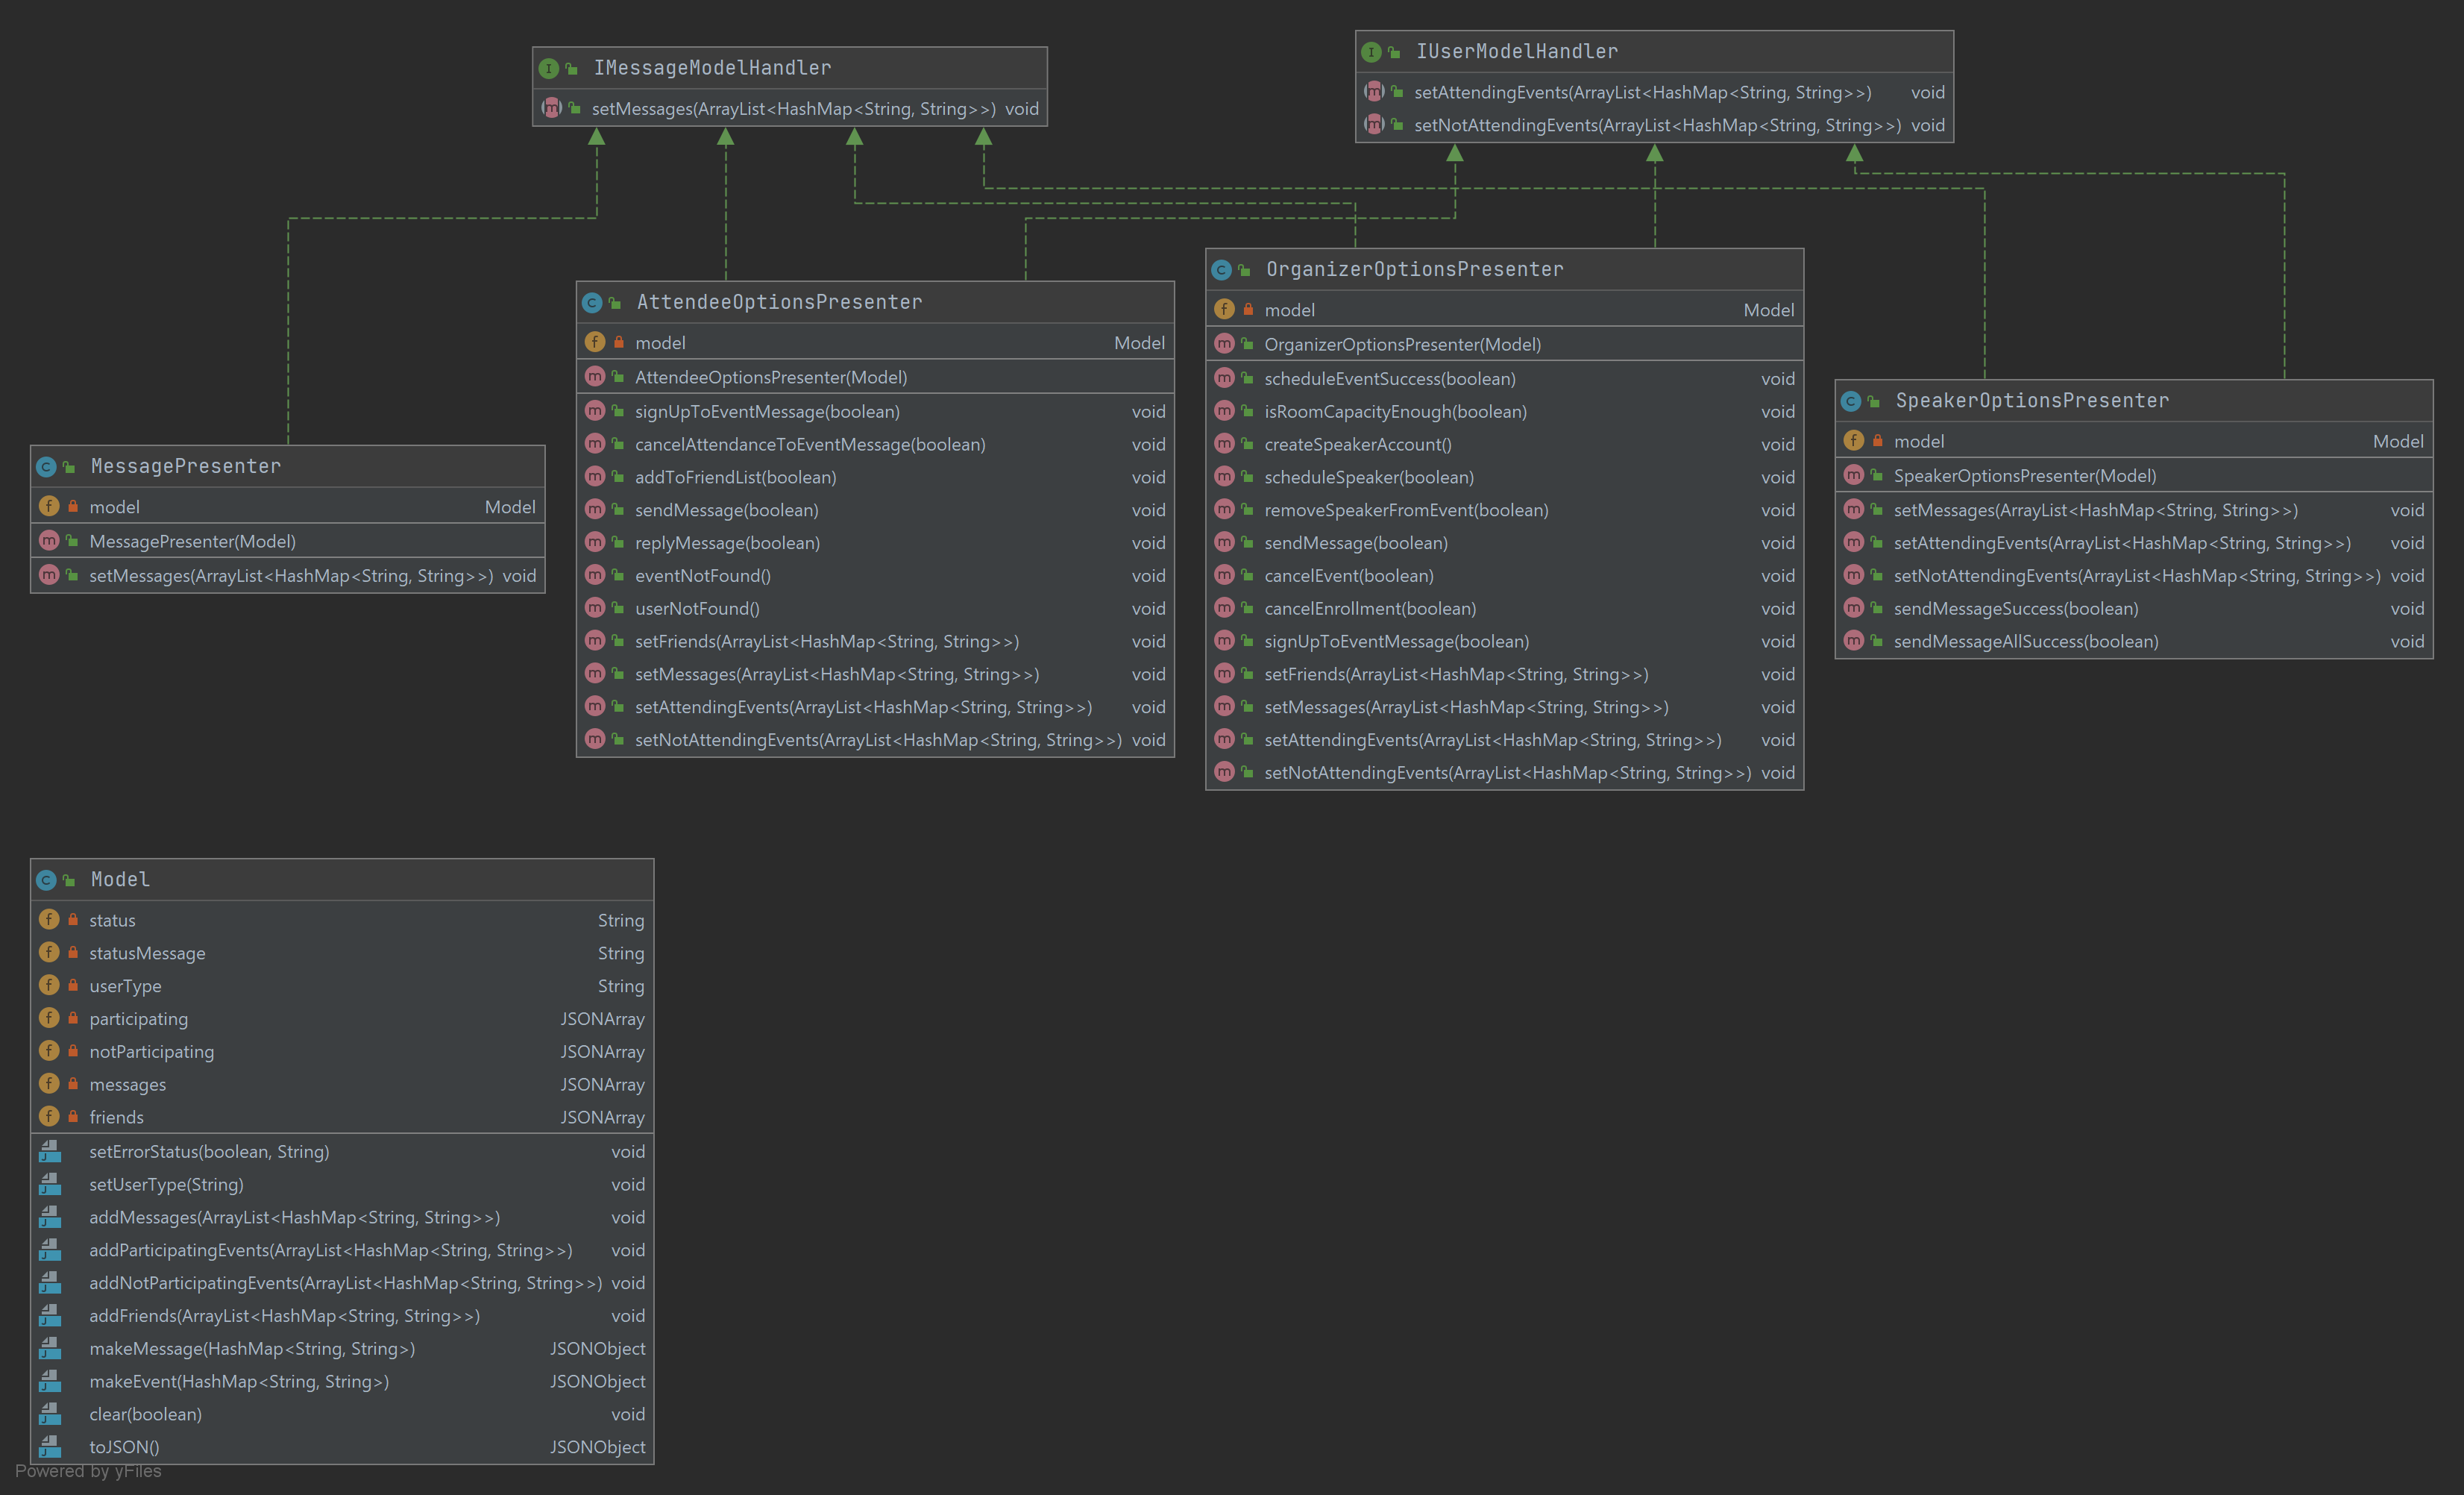 IMessageModelHandler
setMessages(ArrayList<HashMap<String, String>>) void
IUserModelHandler
setAttendingEvents(ArrayList<HashMap<String, String>>) void
setNotAttendingEvents(ArrayList<HashMap<String, String>>) void
MessagePresenter
model Model
MessagePresenter(Model)
setMessages(ArrayList<HashMap<String, String>>) void
AttendeeOptionsPresenter
model Model
AttendeeOptionsPresenter(Model)
signUpToEventMessage(boolean) void
cancelAttendanceToEventMessage(boolean) void
addToFriendList(boolean) void
sendMessage(boolean) void
replyMessage(boolean) void
eventNotFound() void
userNotFound() void
setFriends(ArrayList<HashMap<String, String>>) void
setMessages(ArrayList<HashMap<String, String>>) void
setAttendingEvents(ArrayList<HashMap<String, String>>) void
setNotAttendingEvents(ArrayList<HashMap<String, String>>) void
OrganizerOptionsPresenter
model Model
OrganizerOptionsPresenter(Model)
scheduleEventSuccess(boolean) void
isRoomCapacityEnough(boolean) void
createSpeakerAccount() void
scheduleSpeaker(boolean) void
removeSpeakerFromEvent(boolean) void
sendMessage(boolean) void
cancelEvent(boolean) void
cancelEnrollment(boolean) void
signUpToEventMessage(boolean) void
setFriends(ArrayList<HashMap<String, String>>) void
setMessages(ArrayList<HashMap<String, String>>) void
setAttendingEvents(ArrayList<HashMap<String, String>>) void
setNotAttendingEvents(ArrayList<HashMap<String, String>>) void
SpeakerOptionsPresenter
model Model
SpeakerOptionsPresenter(Model)
setMessages(ArrayList<HashMap<String, String>>) void
setAttendingEvents(ArrayList<HashMap<String, String>>) void
setNotAttendingEvents(ArrayList<HashMap<String, String>>) void
sendMessageSuccess(boolean) void
sendMessageAllSuccess(boolean) void
Model
status String
statusMessage String
userType String
participating JSONArray
notParticipating JSONArray
messages JSONArray
friends JSONArray
setErrorStatus(boolean, String) void
setUserType(String) void
addMessages(ArrayList<HashMap<String, String>>) void
addParticipatingEvents(ArrayList<HashMap<String, String>>) void
addNotParticipatingEvents(ArrayList<HashMap<String, String>>) void
addFriends(ArrayList<HashMap<String, String>>) void
makeMessage(HashMap<String, String>) JSONObject
makeEvent(HashMap<String, String>) JSONObject
clear(boolean) void
toJSON() JSONObject
Powered by yFiles